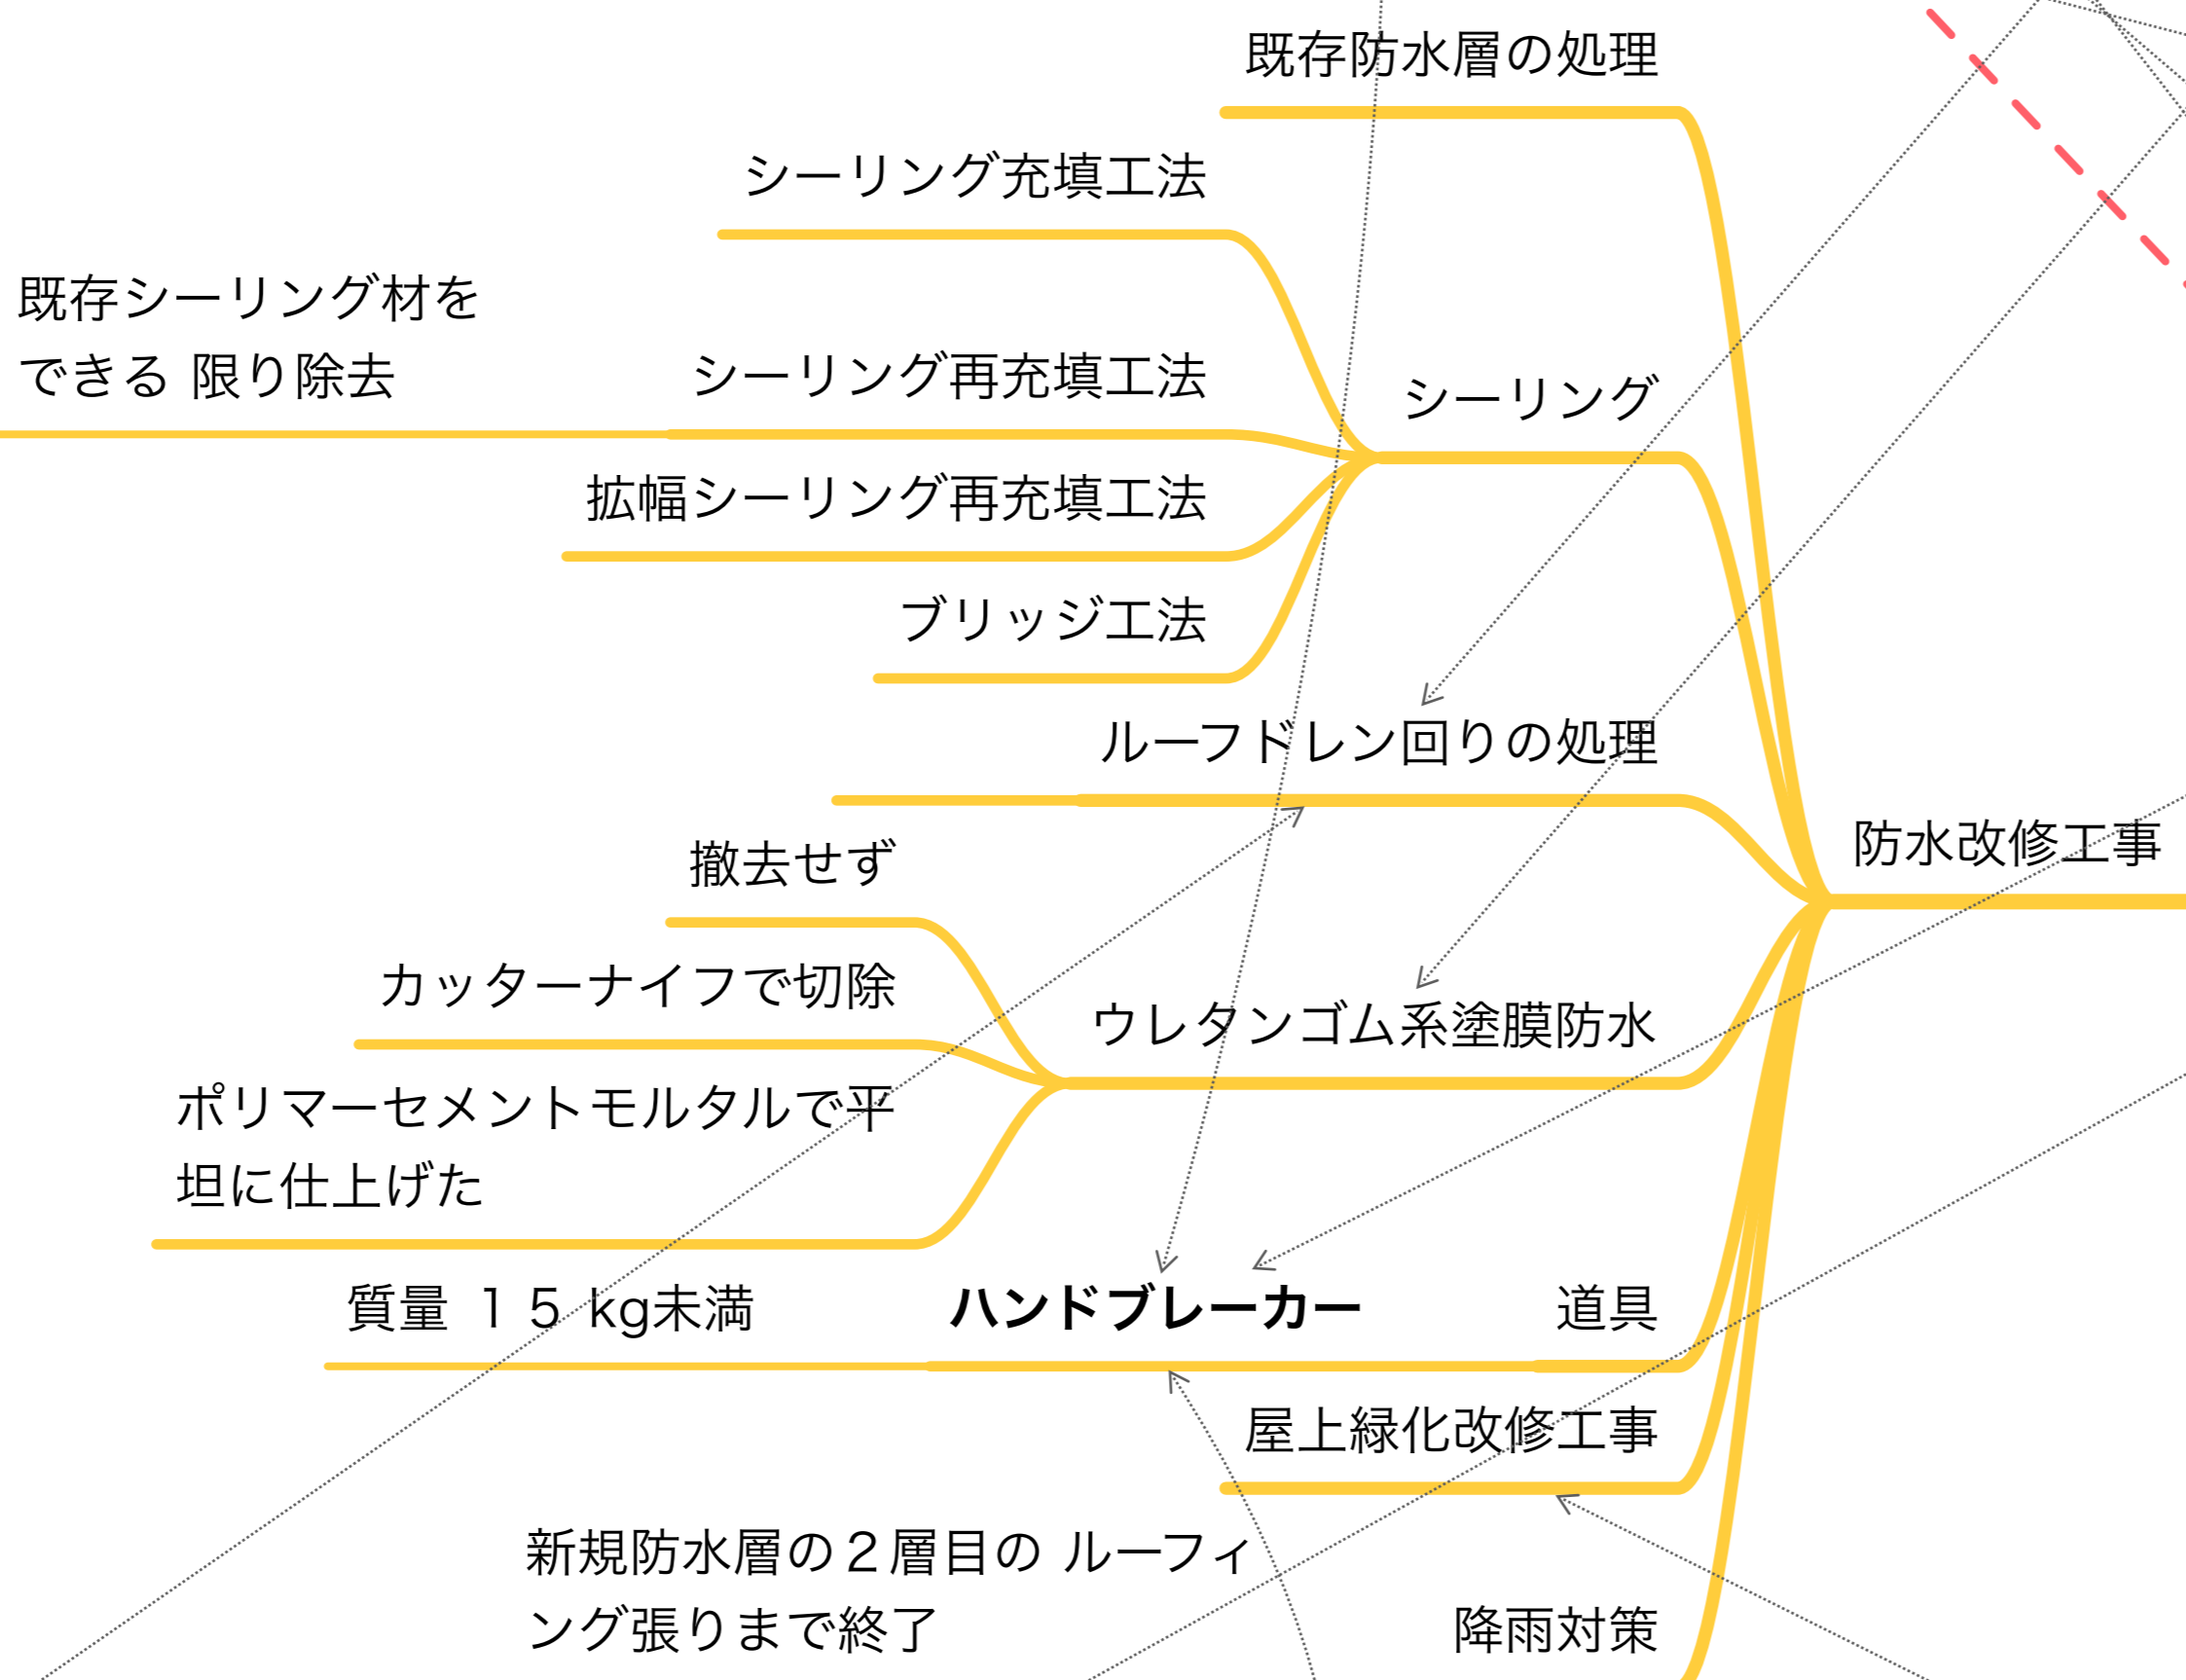 既存防水層の処理
シーリング充填工法
既存シーリング材を
できる 限り除去
シーリング再充填工法
シーリング
拡幅シーリング再充填工法
ブリッジ工法
ルーフドレン回りの処理
防水改修工事
撤去せず
カッターナイフで切除
ウレタンゴム系塗膜防水
ポリマーセメントモルタルで平
坦に仕上げた
質量 １５ kg未満
ハンドブレーカー
道具
屋上緑化改修工事
新規防水層の２層目の ルーフィ
ング張りまで終了
降雨対策